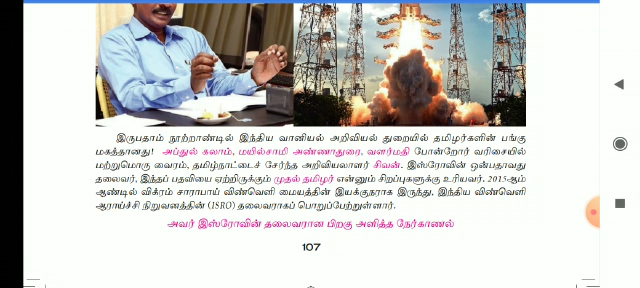 இருபதாம் நூற்றாண்டில் இந்திய வானியல் அறிவியல் துறையில் தமிழர்களின் பங்கு
மகத்தானது! அப்துல் கலாம், மயில்சாமி அண்ணாதுரை, வளர்மதி போன்றோர் வரிசையில்
மற்றுமொரு வைரம், தமிழ்நாட்டைச் சேர்ந்த அறிவியலாளர் சிவன். இஸ்ரோவின் ஒன்பதாவது
தலைவர், இந்தப் பதவியை ஏற்றிருக்கும் முதல் தமிழர் என்னும் சிறப்புகளுக்கு உரியவர். 2015ஆம்
ஆண்டில் விக்ரம் சாராபாய் விண்வெளி மையத்தின் இயக்குநராக இருந்து, இந்திய விண்வெளி
ஆராய்ச்சி நிறுவனத்தின் (ISRO) தலைவராகப் பொறுப்பேற்றுள்ளார்.
அவர் இஸ்ரோவின் தலைவரான பிறகு அளித்த நேர்காணல்
107